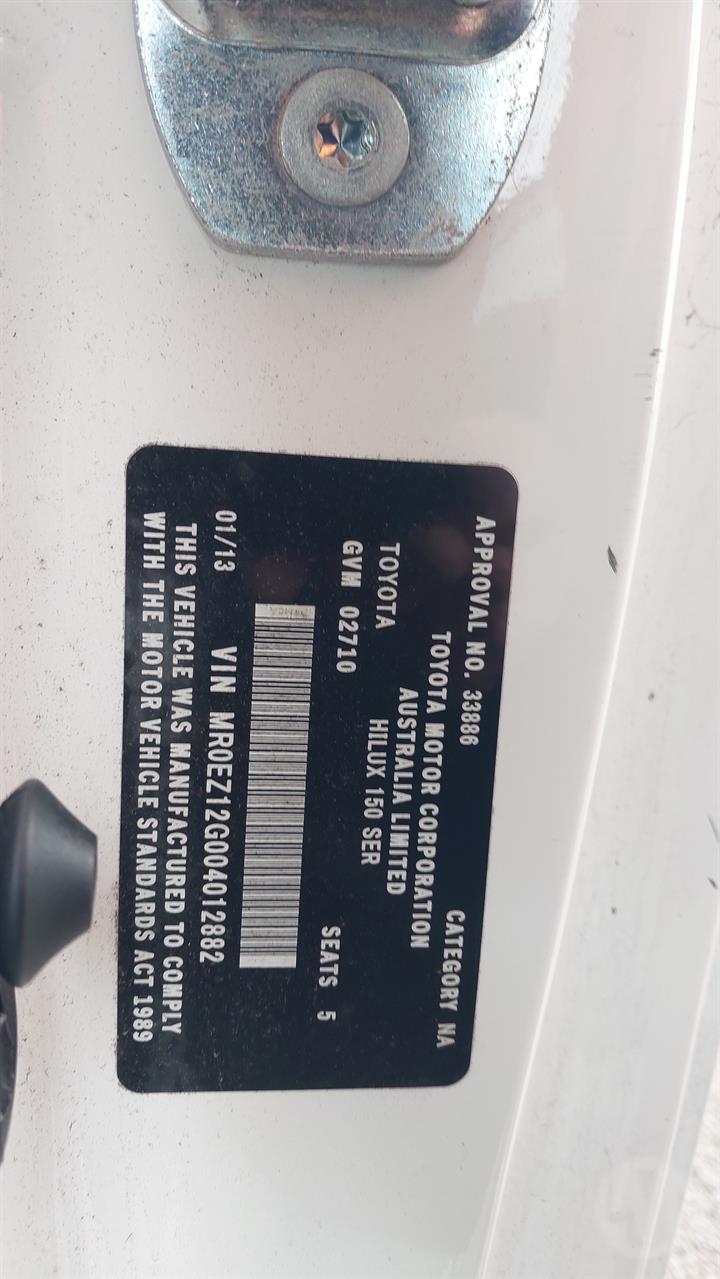 APPROVAL NO. 33886 CATEGORY NA
TOYOTA MOTOR CORPORATION
AUSTRALIA LIMITED
TOYOTA HILUX 150 SER
GVM 02710 SEATS 5
01/13 VIN MR0EZ12G004012882
THIS VEHICLE WAS MANUFACTURED TO COMPLY
WITH THE MOTOR VEHICLE STANDARDS ACT 1989